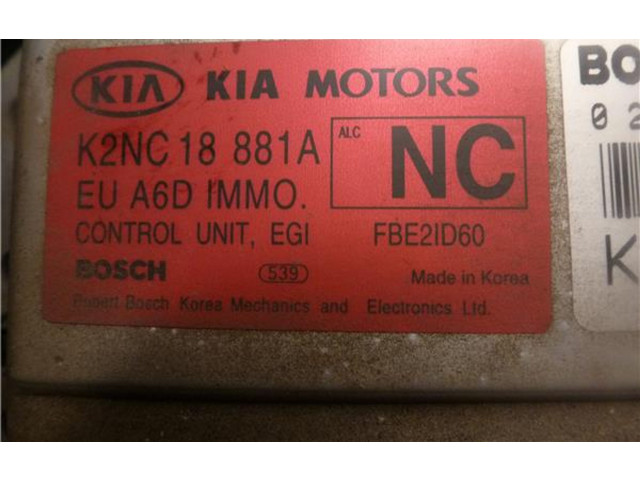 KIA KIA MOTORS
K2NC 18 881A
ALC NC
EU A6D IMMO.
CONTROL UNIT, EGI FBE2ID60
BOSCH 539 Made in Korea
Robert Bosch Korea Mechanics and Electronics Ltd.
BO
0 2
K